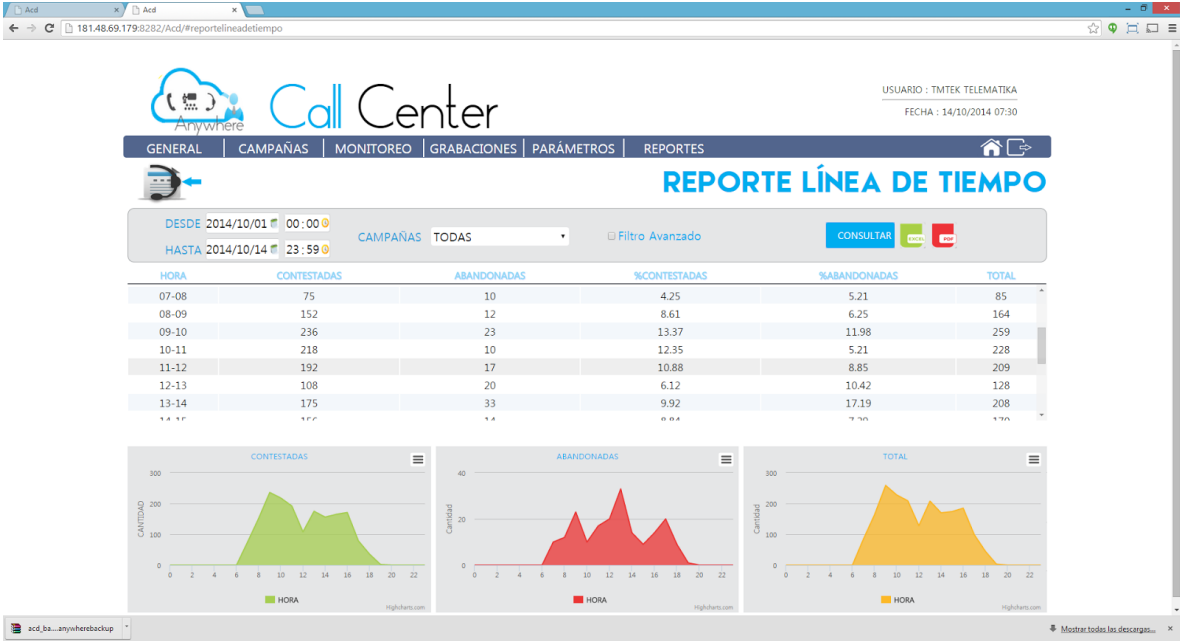 Acd
Acd
181.48.69.179:8282/Acd/#reportelineadetiempo
Anywhere
Call Center
USUARIO : TMTEK TELEMATIKA
FECHA : 14/10/2014 07:30
GENERAL CAMPAÑAS MONITOREO GRABACIONES PARÁMETROS REPORTES
REPORTE LÍNEA DE TIEMPO
DESDE 2014/10/01 00:00
HASTA 2014/10/14 23:59
CAMPAÑAS TODAS
Filtro Avanzado
CONSULTAR EXCEL PDF
HORA CONTESTADAS ABANDONADAS %CONTESTADAS %ABANDONADAS TOTAL
07-08 75 10 4.25 5.21 85
08-09 152 12 8.61 6.25 164
09-10 236 23 13.37 11.98 259
10-11 218 10 12.35 5.21 228
11-12 192 17 10.88 8.85 209
12-13 108 20 6.12 10.42 128
13-14 175 33 9.92 17.19 208
CONTESTADAS
300
200
100
0
CANTIDAD
0 2 4 6 8 10 12 14 16 18 20 22
HORA
Highcharts.com
ABANDONADAS
40
20
0
Cantidad
0 2 4 6 8 10 12 14 16 18 20 22
HORA
Highcharts.com
TOTAL
300
200
100
0
Cantidad
0 2 4 6 8 10 12 14 16 18 20 22
HORA
Highcharts.com
acd_ba....anywherebackup
Mostrar todas las descargas...